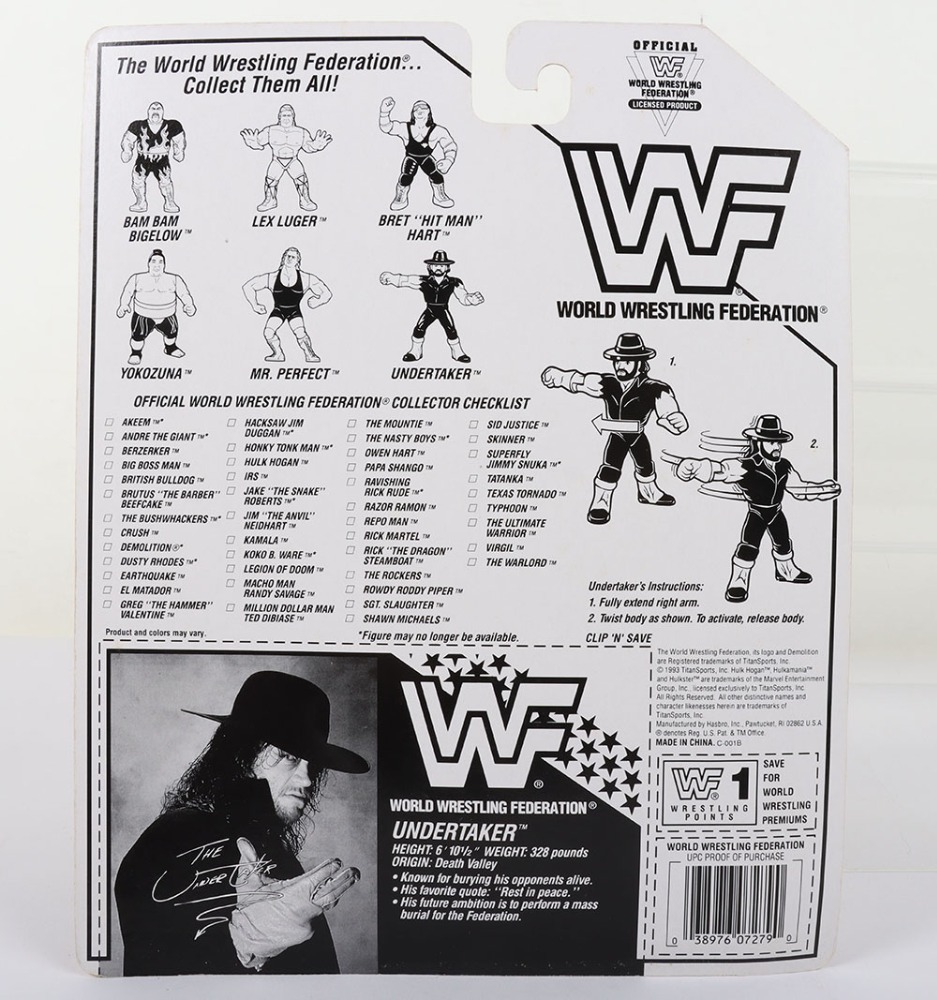 The World Wrestling Federation®...
Collect Them All!
BAM BAM
BIGELOW™
LEX LUGER™
BRET "HIT MAN"
HART™
YOKOZUNA™
MR. PERFECT™
UNDERTAKER™
OFFICIAL
WF®
WORLD WRESTLING
FEDERATION®
LICENSED PRODUCT
WF®
WORLD WRESTLING FEDERATION®
1.
2.
OFFICIAL WORLD WRESTLING FEDERATION® COLLECTOR CHECKLIST
AKEEM™*
ANDRE THE GIANT™*
BERZERKER™
BIG BOSS MAN™
BRITISH BULLDOG™
BRUTUS "THE BARBER"
BEEFCAKE™
THE BUSHWHACKERS™*
CRUSH™
DEMOLITION®*
DUSTY RHODES™*
EARTHQUAKE™
EL MATADOR™
GREG "THE HAMMER"
VALENTINE™
HACKSAW JIM
DUGGAN™*
HONKY TONK MAN™*
HULK HOGAN™
IRS™
JAKE "THE SNAKE"
ROBERTS™*
JIM "THE ANVIL"
NEIDHART™
KAMALA™
KOKO B. WARE™*
LEGION OF DOOM™
MACHO MAN
RANDY SAVAGE™
MILLION DOLLAR MAN
TED DIBIASE™
THE MOUNTIE™
THE NASTY BOYS™*
OWEN HART™
PAPA SHANGO™
RAVISHING
RICK RUDE™*
RAZOR RAMON™
REPO MAN™
RICK MARTEL™
RICK "THE DRAGON"
STEAMBOAT™
THE ROCKERS™
ROWDY RODDY PIPER™
SGT. SLAUGHTER™
SHAWN MICHAELS™
SID JUSTICE™
SKINNER™
SUPERFLY
JIMMY SNUKA™*
TATANKA™
TEXAS TORNADO™
TYPHOON™
THE ULTIMATE
WARRIOR™
VIRGIL™
THE WARLORD™
Undertaker's Instructions:
1. Fully extend right arm.
2. Twist body as shown. To activate, release body.
Product and colors may vary.
*Figure may no longer be available.
CLIP 'N' SAVE
The World Wrestling Federation, its logo and Demolition
are Registered trademarks of TitanSports, Inc.
© 1993 TitanSports, Inc. Hulk Hogan™, Hulkamania™
and Hulkster™ are trademarks of the Marvel Entertainment
Group, Inc., licensed exclusively to TitanSports, Inc.
All Rights Reserved. All other distinctive names and
character likenesses herein are trademarks of
TitanSports, Inc.
Manufactured by Hasbro, Inc., Pawtucket, RI 02862 U.S.A.
® denotes Reg. U.S. Pat. & TM Office.
MADE IN CHINA. C-001B
THE
UNDERTAKER
WF®
WORLD WRESTLING FEDERATION®
UNDERTAKER™
HEIGHT: 6' 10½" WEIGHT: 328 pounds
ORIGIN: Death Valley
• Known for burying his opponents alive.
• His favorite quote: "Rest in peace."
• His future ambition is to perform a mass
burial for the Federation.
WF® 1
WRESTLING
POINTS
SAVE
FOR
WORLD
WRESTLING
PREMIUMS
WORLD WRESTLING FEDERATION
UPC PROOF OF PURCHASE
0 38976 07279 0